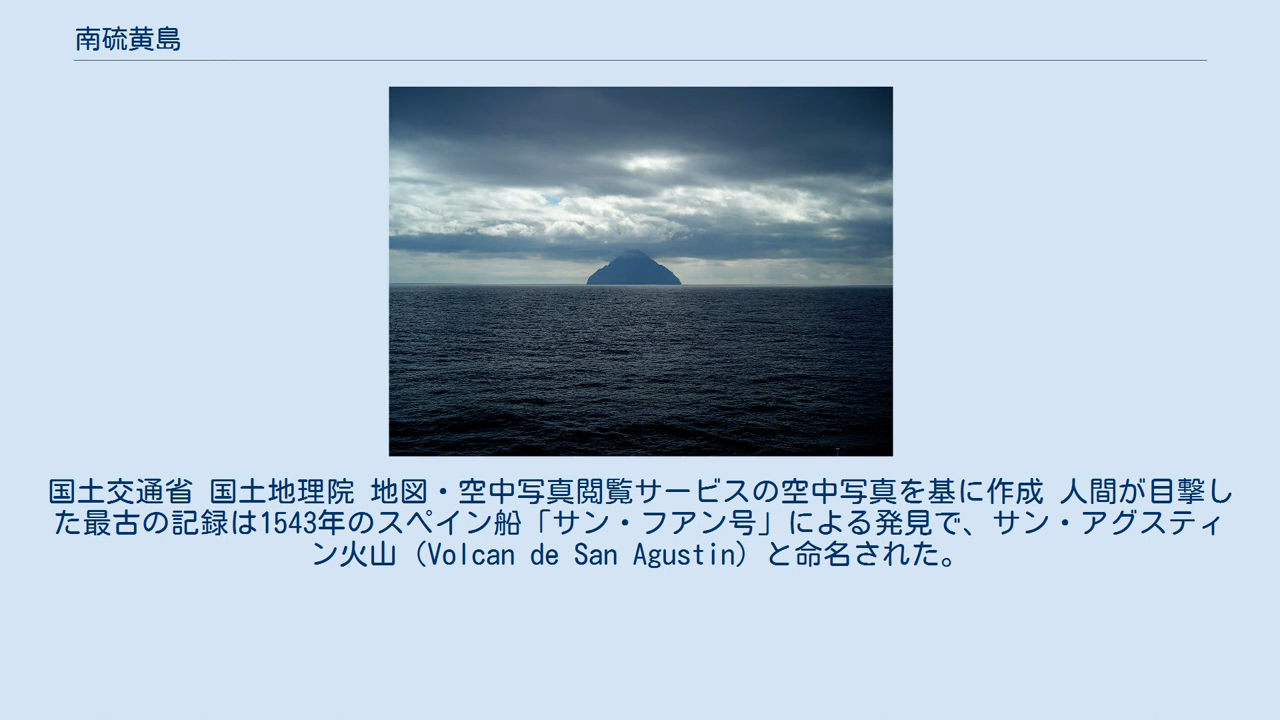 南硫黄島
国土交通省 国土地理院 地図・空中写真閲覧サービスの空中写真を基に作成 人間が目撃し
た最古の記録は1543年のスペイン船「サン・フアン号」による発見で、サン・アグスティ
ン火山（Volcan de San Agustin）と命名された。